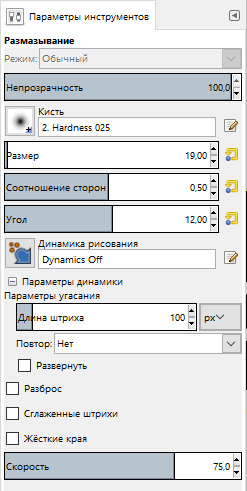 Параметры инструментов
Размазывание
Режим: Обычный
Непрозрачность 100,0
Кисть
2. Hardness 025
Размер 19,00
Соотношение сторон 0,50
Угол 12,00
Динамика рисования
Dynamics Off
Параметры динамики
Параметры угасания
Длина штриха 100 px
Повтор: Нет
Развернуть
Разброс
Сглаженные штрихи
Жёсткие края
Скорость 75,0